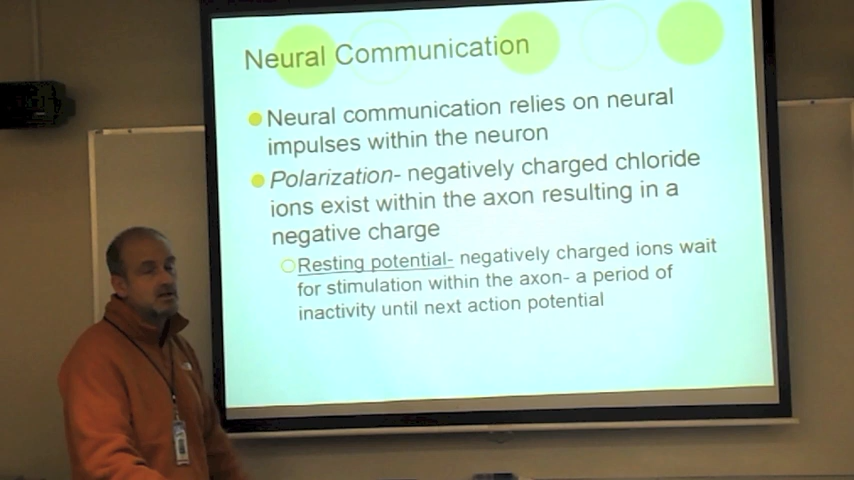 Neural Communication
Neural communication relies on neural
impulses within the neuron
Polarization- negatively charged chloride
ions exist within the axon resulting in a
negative charge
Resting potential- negatively charged ions wait
for stimulation within the axon- a period of
inactivity until next action potential